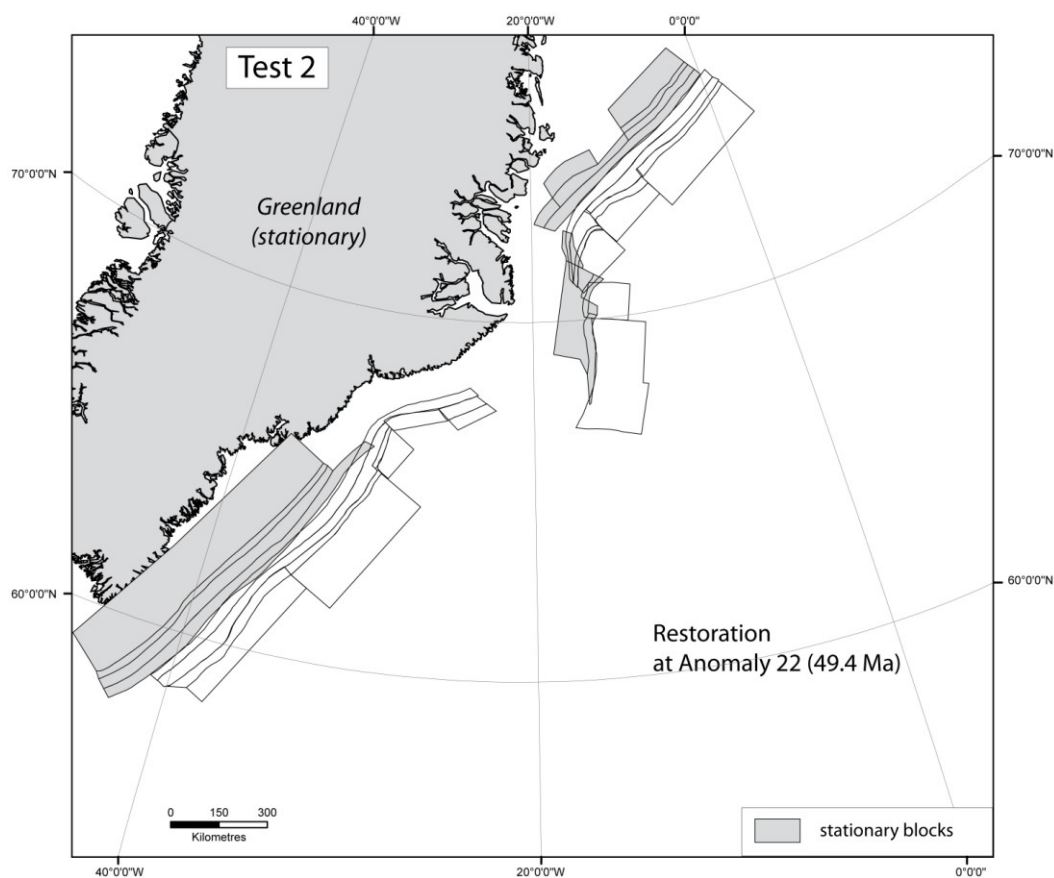 40°0'0"W 20°0'0"W 0°0'0"
Test 2
70°0'0"N
70°0'0"N
Greenland
(stationary)
60°0'0"N
60°0'0"N
Restoration
at Anomaly 22 (49.4 Ma)
0 150 300
Kilometres
stationary blocks
40°0'0"W 20°0'0"W 0°0'0"